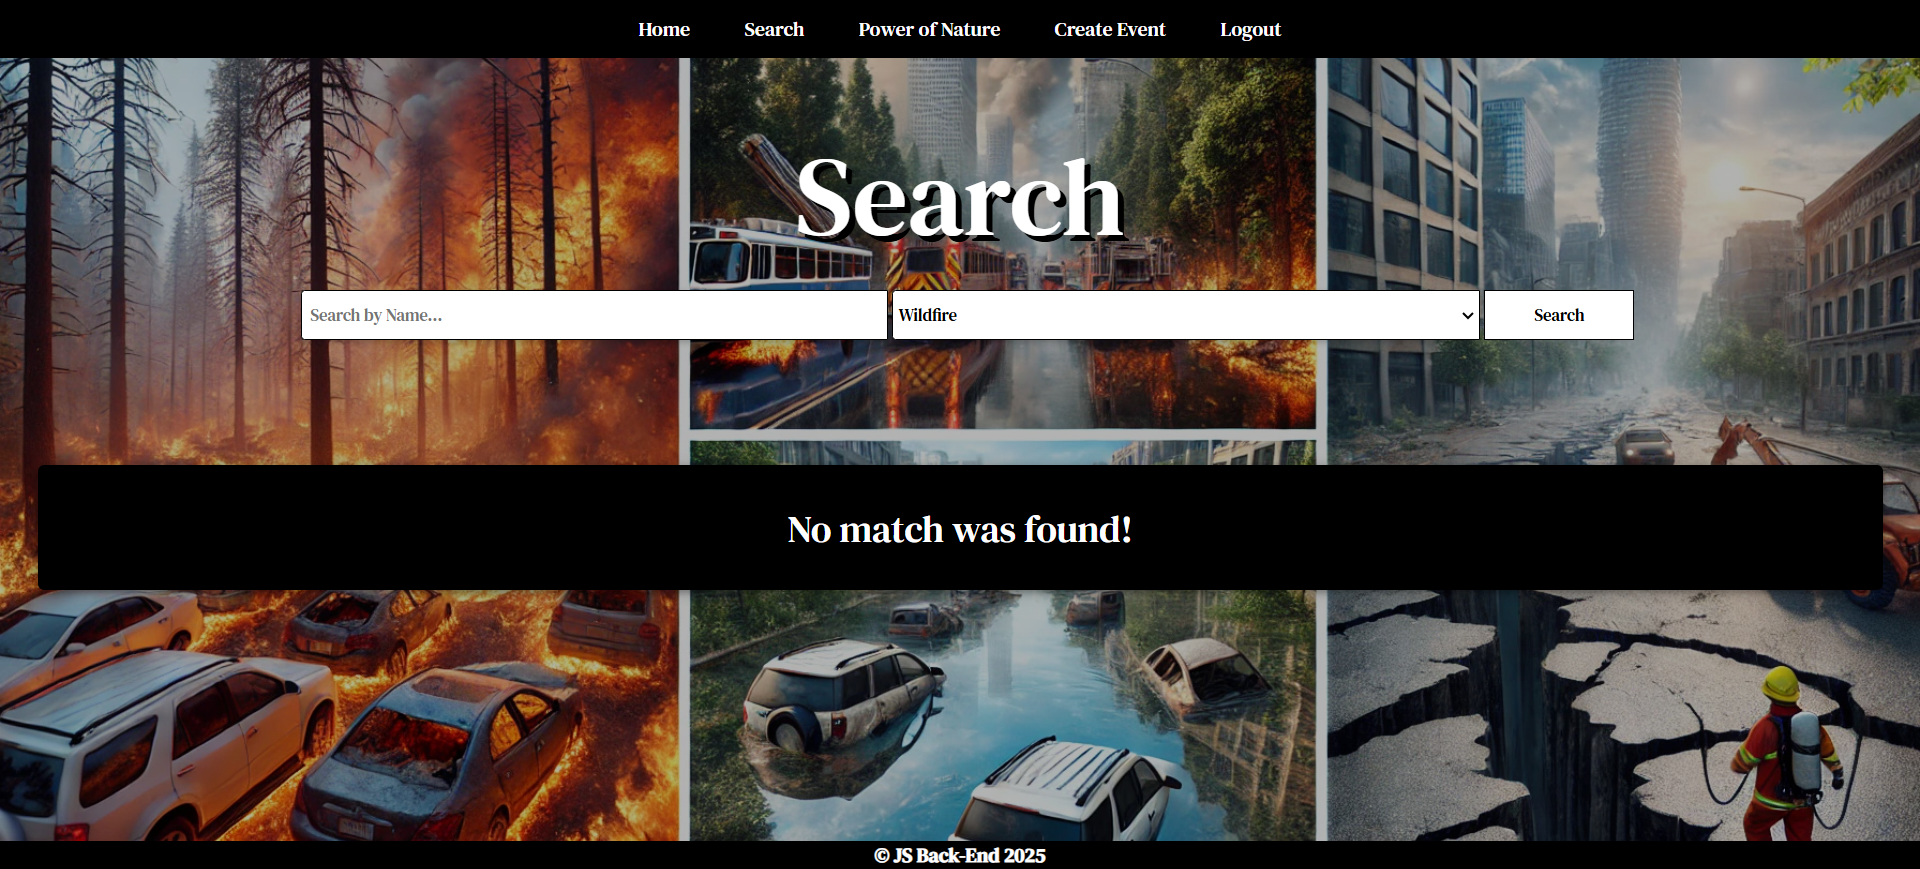 Home Search Power of Nature Create Event Logout
Search
Search by Name... Wildfire Search
No match was found!
© JS Back-End 2025